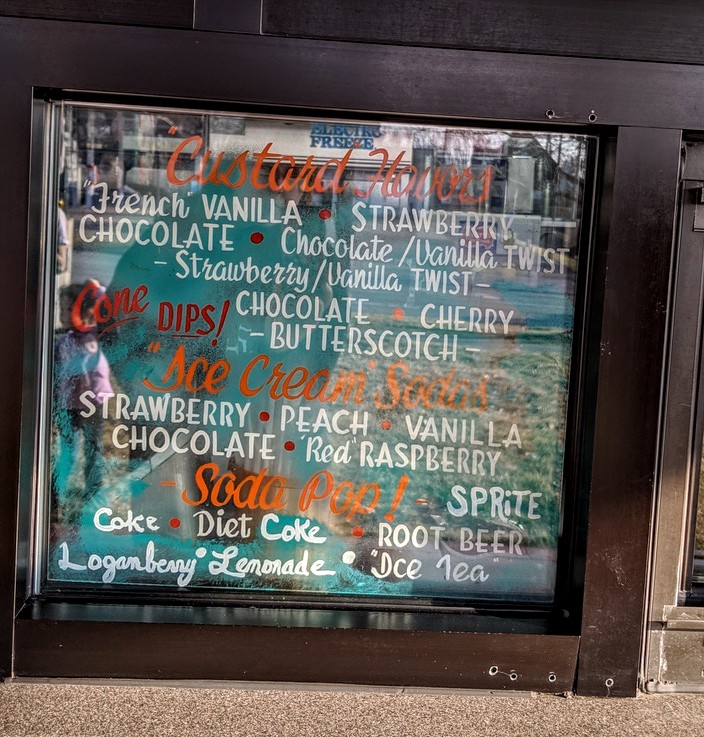 ELECTRO
FREEZE
"Custard Flavors
"French" VANILLA • STRAWBERRY
CHOCOLATE • Chocolate/Vanilla TWIST
- Strawberry/Vanilla TWIST -
Cone DIPS! CHOCOLATE • CHERRY
- BUTTERSCOTCH -
"Ice Cream" Sodas
STRAWBERRY • PEACH • VANILLA
CHOCOLATE • "Red" RASPBERRY
- Soda Pop! - SPRiTE
Coke • Diet Coke • ROOT BEER
Loganberry • Lemonade • "Ice Tea"